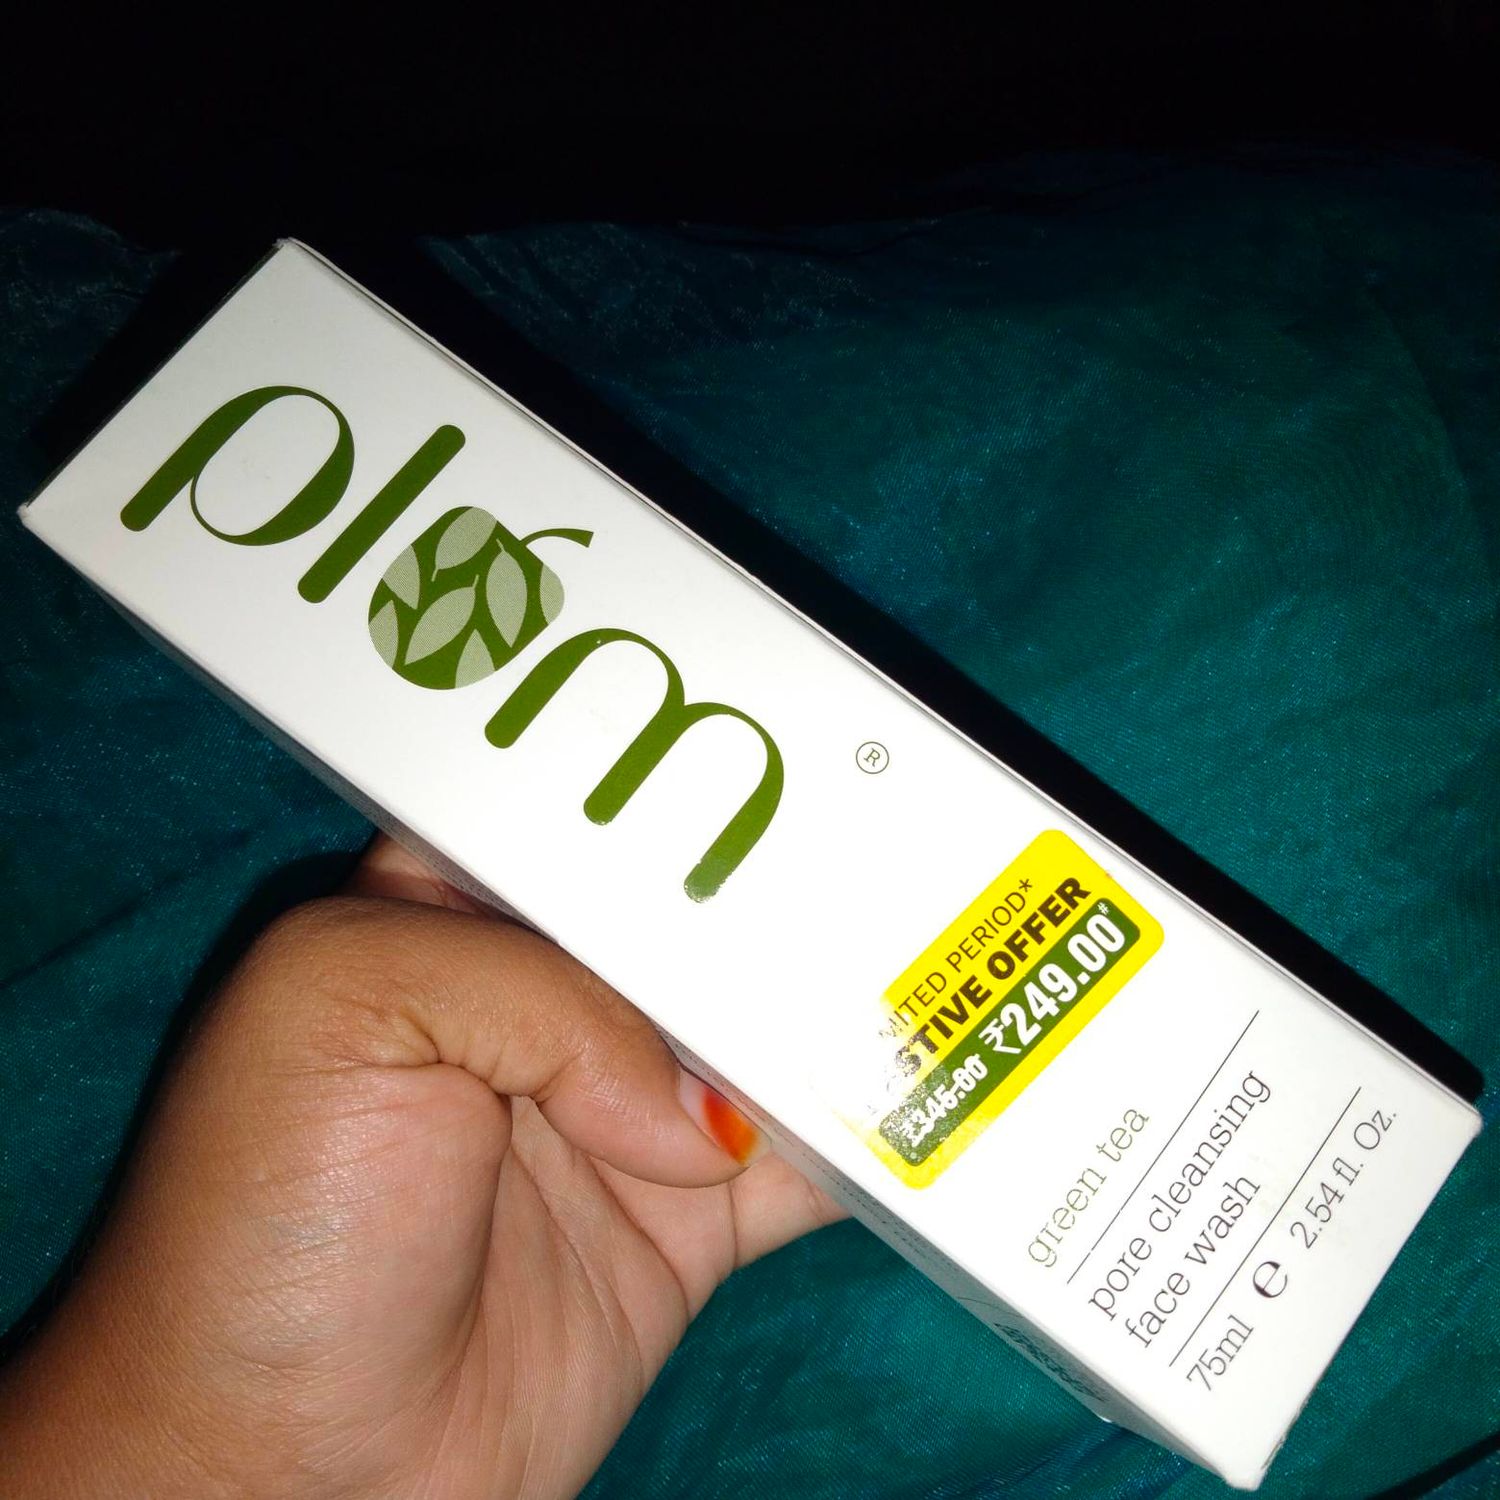 plum
®
LIMITED PERIOD*
FESTIVE OFFER
₹345.00 ₹249.00#
green tea
pore cleansing
face wash
75ml e 2.54 fl. Oz.